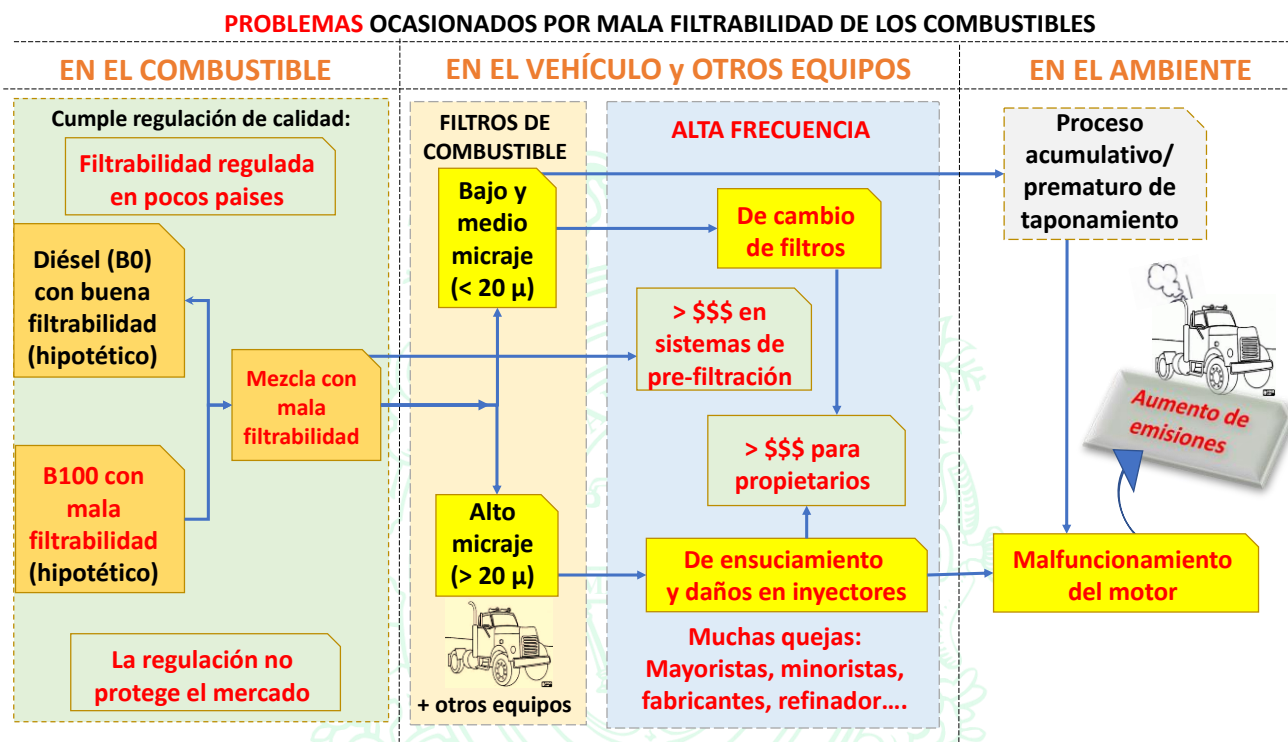 PROBLEMAS OCASIONADOS POR MALA FILTRABILIDAD DE LOS COMBUSTIBLES
EN EL COMBUSTIBLE
Cumple regulación de calidad:
Filtrabilidad regulada
en pocos paises
Diésel (B0)
con buena
filtrabilidad
(hipotético)
Mezcla con
mala
filtrabilidad
B100 con
mala
filtrabilidad
(hipotético)
La regulación no
protege el mercado
EN EL VEHÍCULO y OTROS EQUIPOS
FILTROS DE
COMBUSTIBLE
Bajo y
medio
micraje
(< 20 µ)
Alto
micraje
(> 20 µ)
+ otros equipos
ALTA FRECUENCIA
De cambio
de filtros
> $$$ en
sistemas de
pre-filtración
> $$$ para
propietarios
De ensuciamiento
y daños en inyectores
Muchas quejas:
Mayoristas, minoristas,
fabricantes, refinador....
EN EL AMBIENTE
Proceso
acumulativo/
prematuro de
taponamiento
Aumento de
emisiones
Malfuncionamiento
del motor